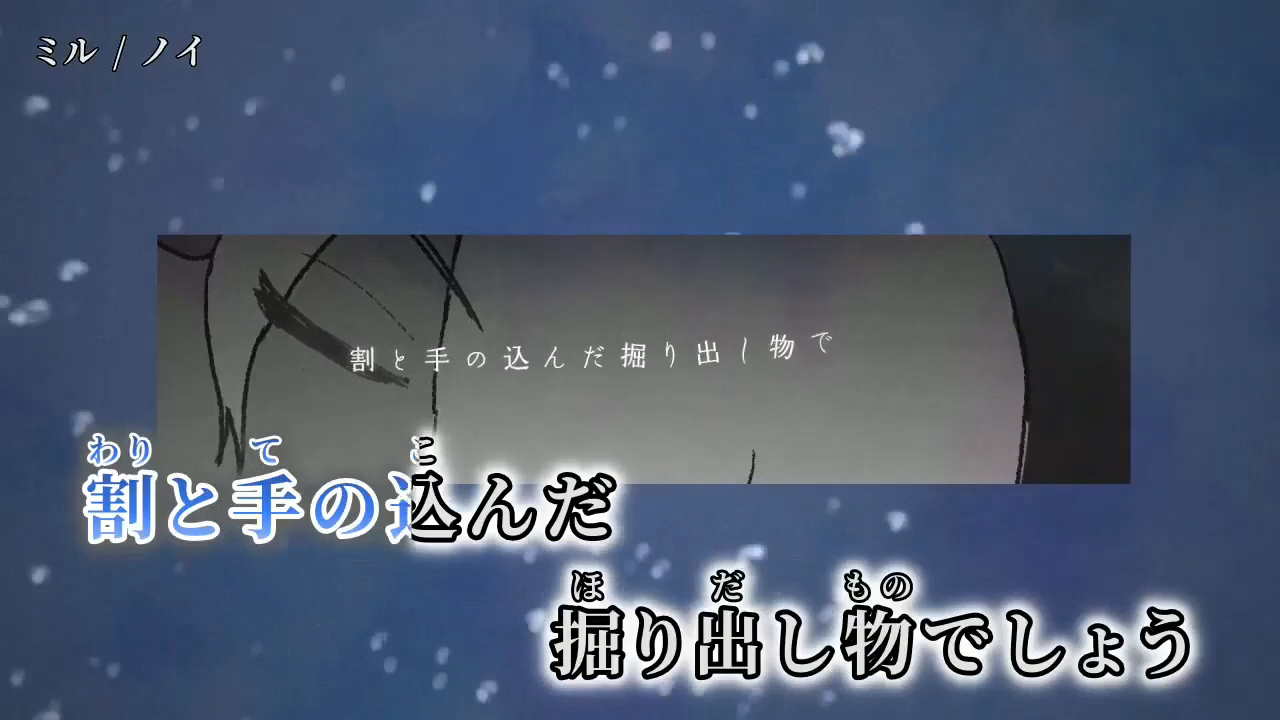 ミル / ノイ
割と手の込んだ掘り出し物で
わり て こ
割と手の込んだ
ほ だ もの
掘り出し物でしょう